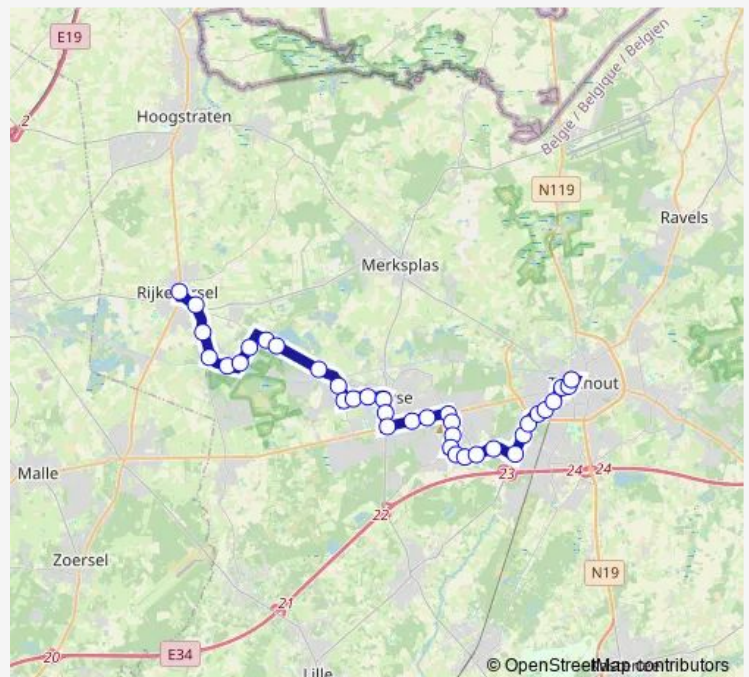 E19
2
Hoogstraten
België / Belgique / Belgien
N119
Ravels
Merksplas
Malle
23
24
24
22
Zoersel
N19
21
20
E34
Lille
© OpenStreetMap contributors